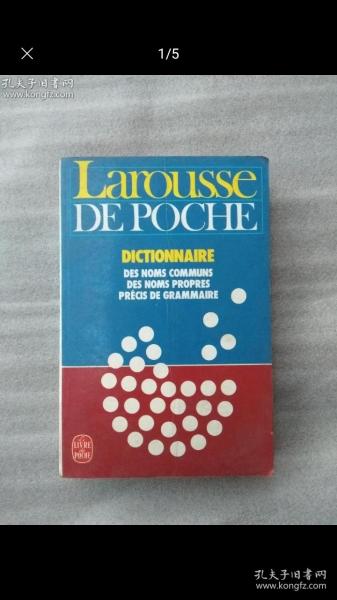 1/5
孔夫子旧书网
www.kongfz.com
Larousse
DE POCHE
DICTIONNAIRE
DES NOMS COMMUNS
DES NOMS PROPRES
PRÉCIS DE GRAMMAIRE
Le
LIVRE
de
POCHE
孔夫子旧书网
www.kongfz.com